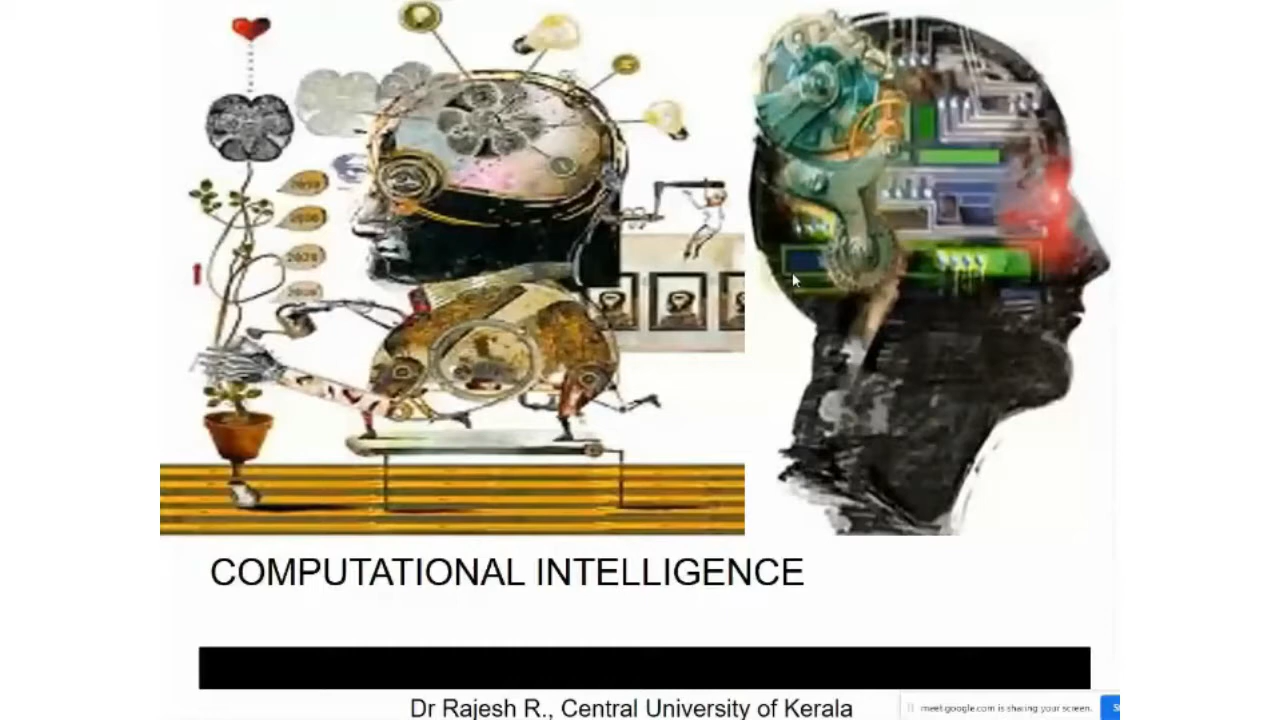 COMPUTATIONAL INTELLIGENCE
Dr Rajesh R., Central University of Kerala
meet.google.com is sharing your screen.